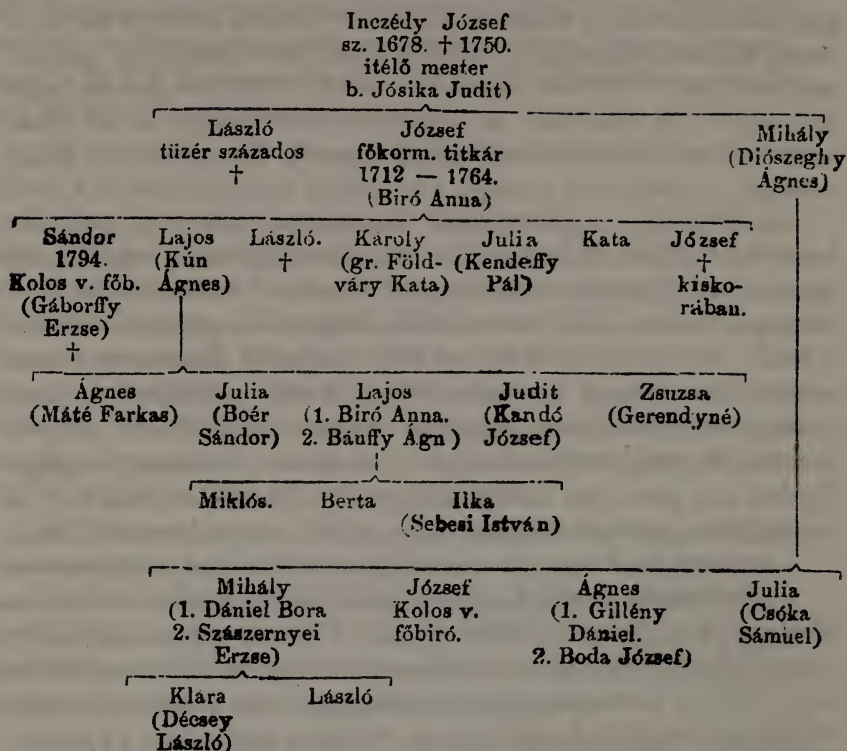 Inczédy József
sz. 1678. † 1750.
itélő mester
b. Jósika Judit)
László József Mihály
tüzér százados főkorm. titkár (Diószeghy
† 1712 — 1764. Ágnes)
(Biró Anna)
Sándor Lajos László. Károly Julia Kata József
1794. (Kún † (gr. Föld- (Kendeffy †
Kolos v. főb. Ágnes) váry Kata) Pál) kisko-
(Gáborffy rában.
Erzse)
†
Ágnes Julia Lajos Judit Zsuzsa
(Máté Farkas) (Boér (1. Biró Anna. (Kandó (Gerendyné)
Sándor) 2. Báuffy Ágn) József)
Miklós. Berta Ilka
(Sebesi István)
Mihály József Ágnes Julia
(1. Dániel Bora Kolos v. (1. Gillény (Csóka
2. Szászernyei főbiró. Dániel. Sámuel)
Erzse) 2. Boda József)
Klára László
(Décsey
László)